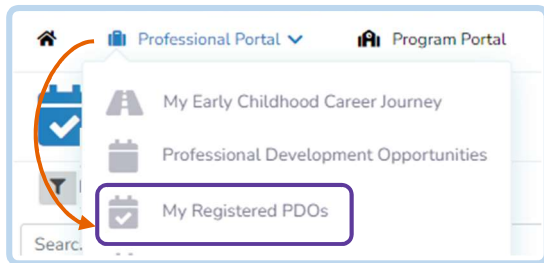 Professional Portal Program Portal
My Early Childhood Career Journey
Professional Development Opportunities
My Registered PDOs
Searc